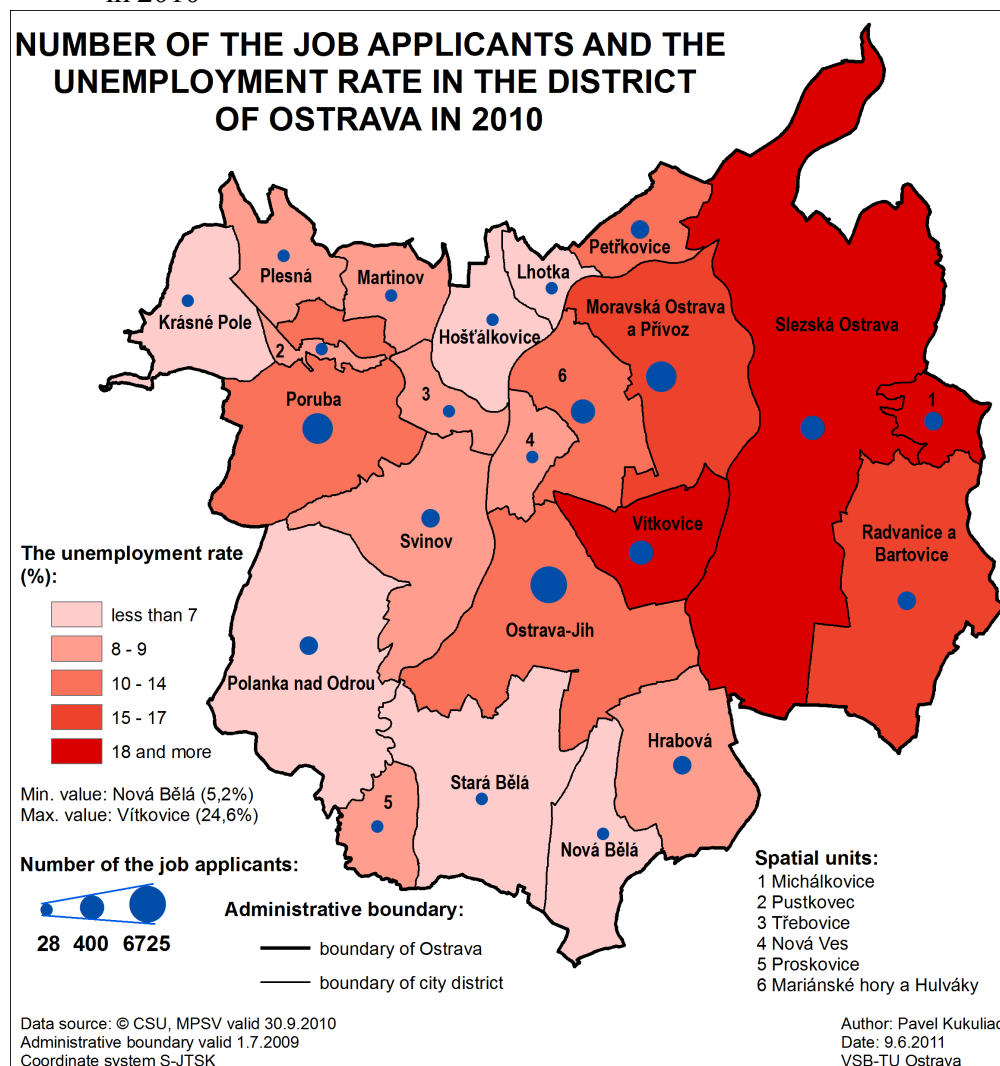 in 2010
NUMBER OF THE JOB APPLICANTS AND THE
UNEMPLOYMENT RATE IN THE DISTRICT
OF OSTRAVA IN 2010
Petřkovice
Plesná
Martinov
Lhotka
Krásné Pole
Hošťálkovice
Moravská Ostrava
a Přívoz
Slezská Ostrava
2
6
1
Poruba
3
4
Svinov
Vítkovice
Radvanice a
Bartovice
Ostrava-Jih
Polanka nad Odrou
Hrabová
Stará Bělá
5
Nová Bělá
The unemployment rate
(%):
less than 7
8 - 9
10 - 14
15 - 17
18 and more
Min. value: Nová Bělá (5,2%)
Max. value: Vítkovice (24,6%)
Number of the job applicants:
28 400 6725
Administrative boundary:
boundary of Ostrava
boundary of city district
Spatial units:
1 Michálkovice
2 Pustkovec
3 Třebovice
4 Nová Ves
5 Proskovice
6 Mariánské hory a Hulváky
Data source: © CSU, MPSV valid 30.9.2010
Administrative boundary valid 1.7.2009
Coordinate system S-JTSK
Author: Pavel Kukuliac
Date: 9.6.2011
VSB-TU Ostrava